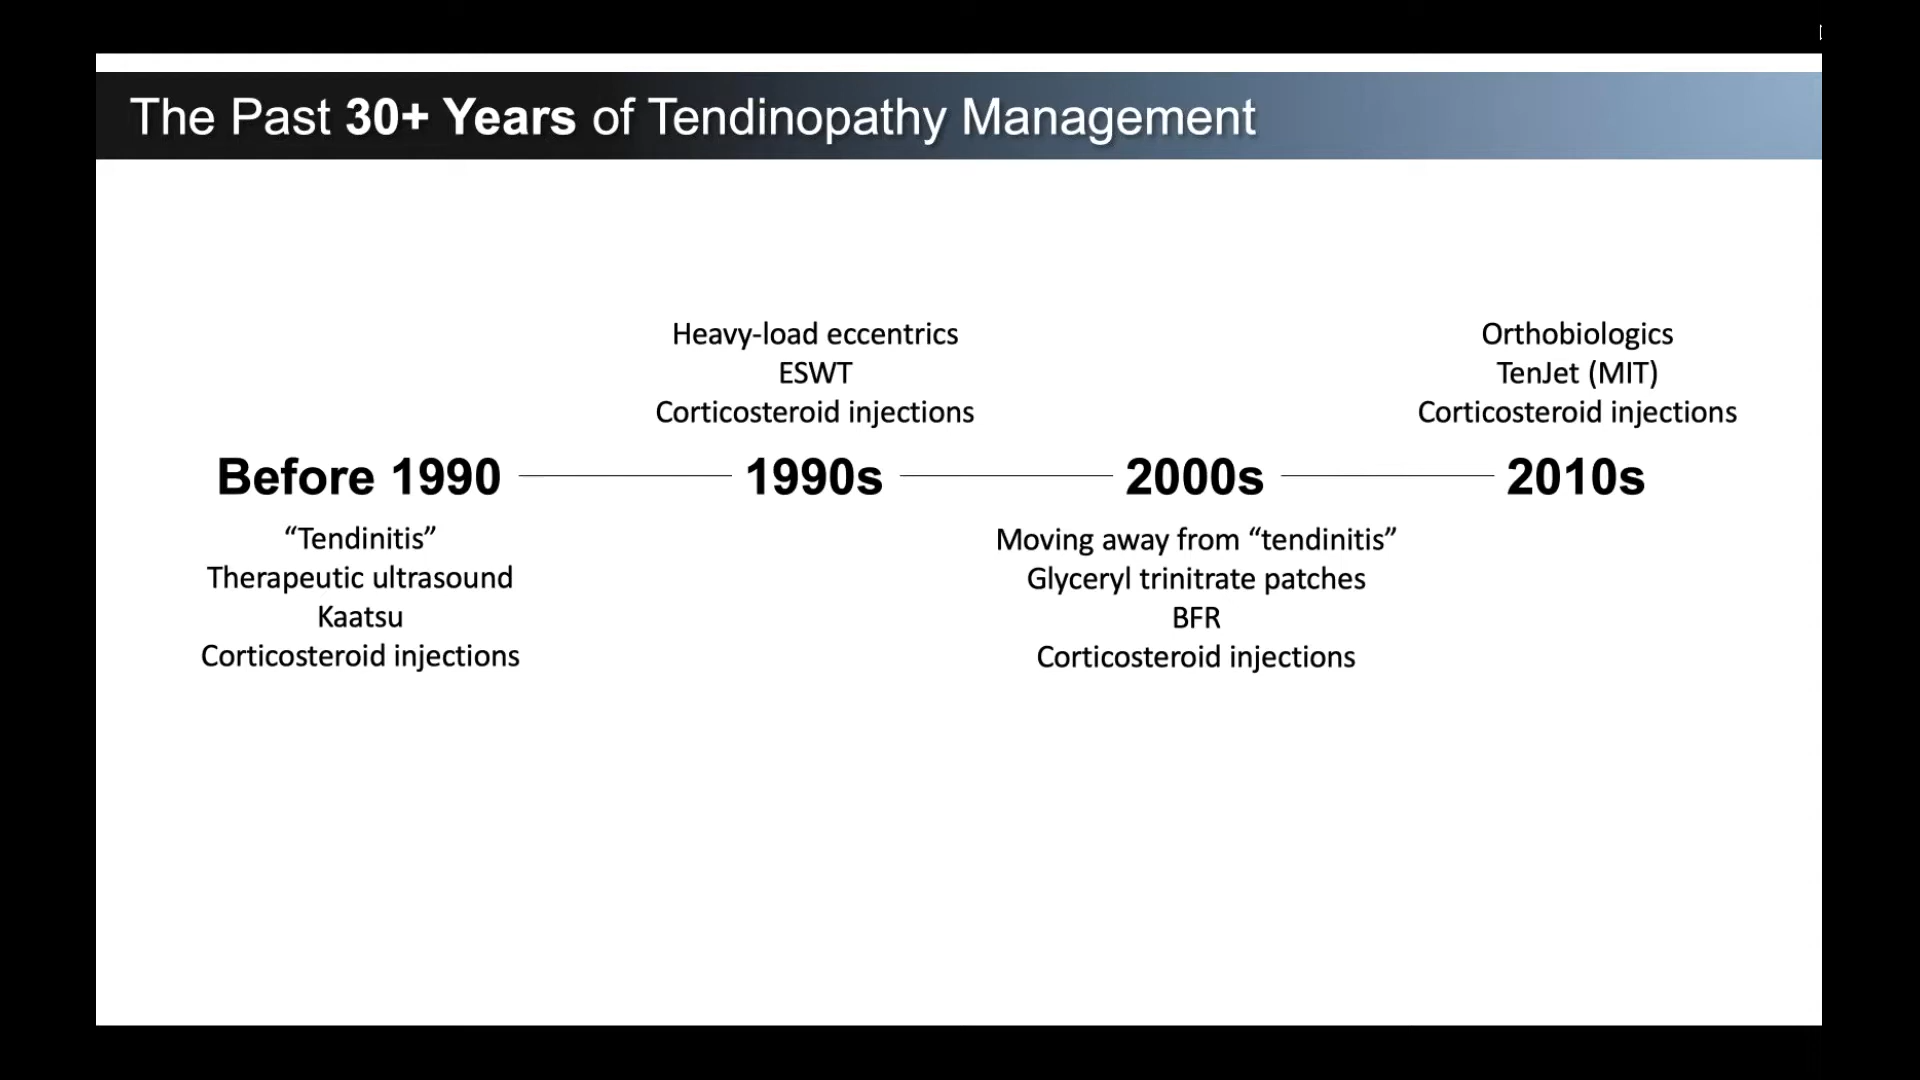 The Past 30+ Years of Tendinopathy Management
Before 1990
“Tendinitis”
Therapeutic ultrasound
Kaatsu
Corticosteroid injections
Heavy-load eccentrics
ESWT
Corticosteroid injections
1990s
2000s
Moving away from “tendinitis”
Glyceryl trinitrate patches
BFR
Corticosteroid injections
Orthobiologics
TenJet (MIT)
Corticosteroid injections
2010s